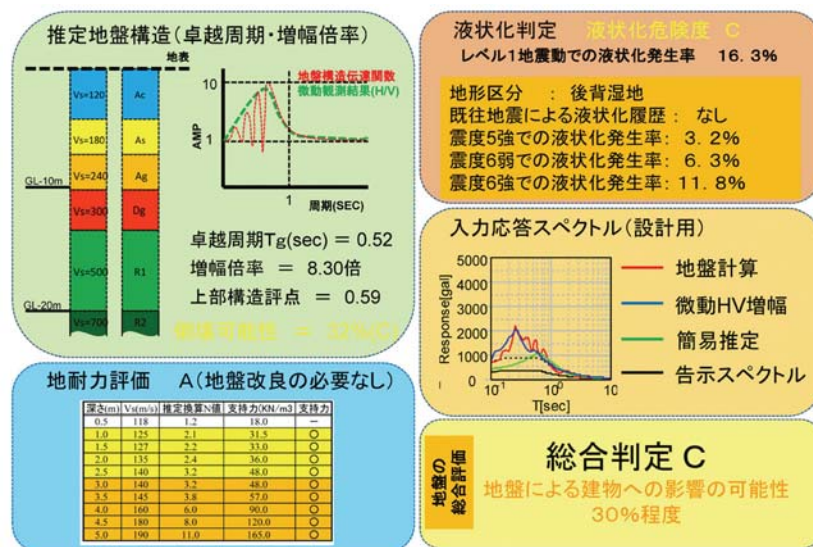 推定地盤構造（卓越周期・増幅倍率）
地表
Vs=120 Ac
Vs=180 As
Vs=240 Ag
GL-10m
Vs=300 Dg
Vs=500 R1
GL-20m
Vs=700 R2
10
1
AMP
地盤構造伝達関数
微動観測結果(H/V)
1
周期(SEC)
卓越周期Tg(sec) ＝ 0.52
増幅倍率 ＝ 8.30倍
上部構造評点 ＝ 0.59
地耐力評価 A（地盤改良の必要なし）
深さ(m) Vs(m/s) 推定換算N値 支持力(KN/m3 支持力
0.5 118 1.2 18.0 －
1.0 125 2.1 31.5 ○
1.5 127 2.2 33.0 ○
2.0 135 2.4 36.0 ○
2.5 140 3.2 48.0 ○
3.0 140 3.2 48.0 ○
3.5 145 3.8 57.0 ○
4.0 160 6.0 90.0 ○
4.5 180 8.0 120.0 ○
5.0 190 11.0 165.0 ○
液状化判定 液状化危険度 C
レベル1地震動での液状化発生率 16.3%
地形区分 ： 後背湿地
既往地震による液状化履歴： なし
震度5強での液状化発生率： 3.2%
震度6弱での液状化発生率： 6.3%
震度6強での液状化発生率： 11.8%
入力応答スペクトル（設計用）
Response[gal]
5000
4000
3000
2000
1000
0
10⁻¹ 10⁰ 10
T[sec]
地盤計算
微動HV増幅
簡易推定
告示スペクトル
地盤の
総合評価
総合判定 C
地盤による建物への影響の可能性
30%程度